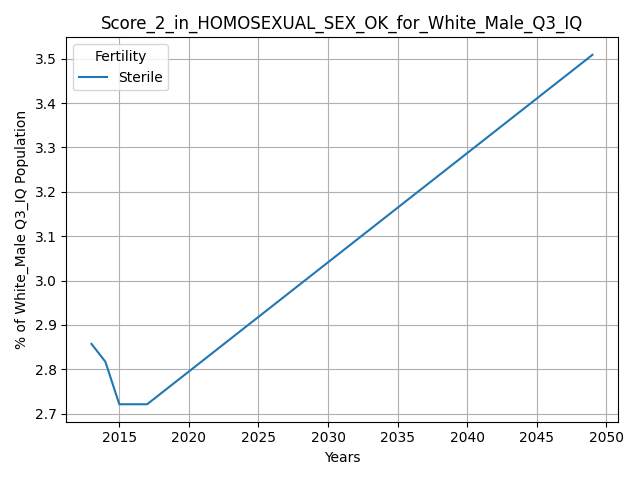 Score_2_in_HOMOSEXUAL_SEX_OK_for_White_Male_Q3_IQ
Fertility
Sterile
% of White_Male Q3_IQ Population
3.5
3.4
3.3
3.2
3.1
3.0
2.9
2.8
2.7
2015 2020 2025 2030 2035 2040 2045 2050
Years